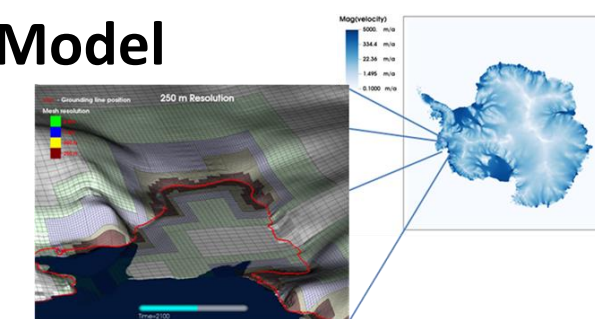 Model
Mag(velocity)
5000. m/a
334.4 m/a
22.36 m/a
1.495 m/a
0.1000 m/a
- Grounding line position
250 m Resolution
Mesh resolution
Time=2100